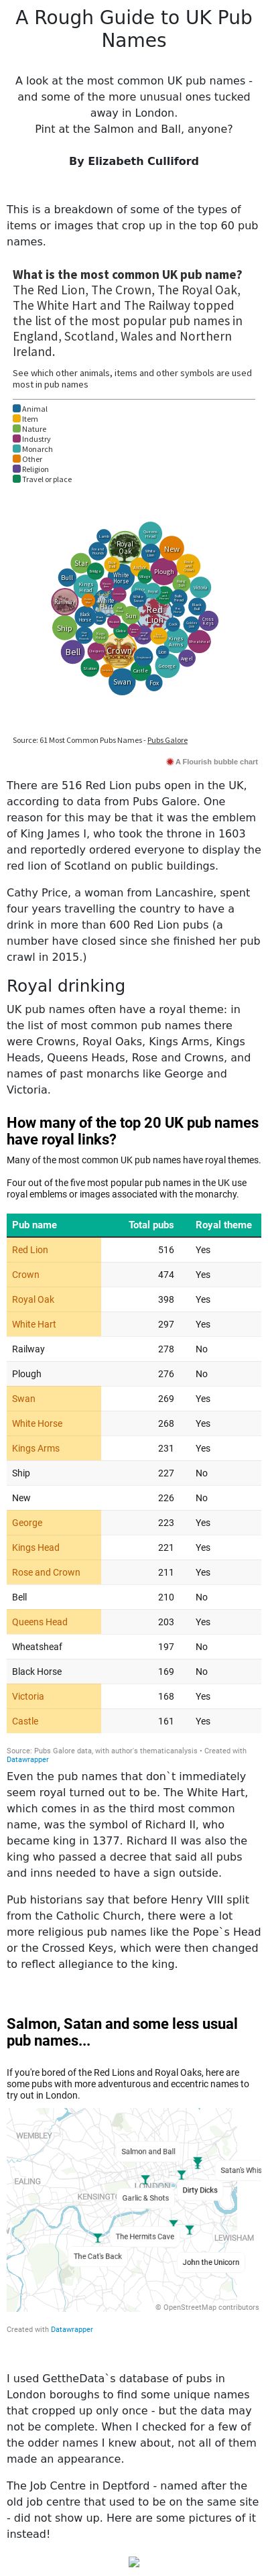 A Rough Guide to UK Pub
Names
A look at the most common UK pub names -
and some of the more unusual ones tucked
away in London.
Pint at the Salmon and Ball, anyone?
By Elizabeth Culliford
This is a breakdown of some of the types of
items or images that crop up in the top 60 pub
names.
What is the most common UK pub name?
The Red Lion, The Crown, The Royal Oak,
The White Hart and The Railway topped
the list of the most popular pub names in
England, Scotland, Wales and Northern
Ireland.
See which other animals, items and other symbols are used
most in pub names
Animal
Item
Nature
Industry
Monarch
Other
Religion
Travel or place
Royal
Oak
New
Star
White
Horse
Plough
Bull
Kings
Head
Sun
Red
Lion
Ship
Black
Horse
Cross
Keys
Kings
Arms
Bell
Crown
Angel
George
Castle
Swan
Fox
Source: 61 Most Common Pubs Names - Pubs Galore
A Flourish bubble chart
There are 516 Red Lion pubs open in the UK,
according to data from Pubs Galore. One
reason for this may be that it was the emblem
of King James I, who took the throne in 1603
and reportedly ordered everyone to display the
red lion of Scotland on public buildings.
Cathy Price, a woman from Lancashire, spent
four years travelling the country to have a
drink in more than 600 Red Lion pubs (a
number have closed since she finished her pub
crawl in 2015.)
Royal drinking
UK pub names often have a royal theme: in
the list of most common pub names there
were Crowns, Royal Oaks, Kings Arms, Kings
Heads, Queens Heads, Rose and Crowns, and
names of past monarchs like George and
Victoria.
How many of the top 20 UK pub names
have royal links?
Many of the most common UK pub names have royal themes.
Four out of the five most popular pub names in the UK use
royal emblems or images associated with the monarchy.
Pub name Total pubs Royal theme
Red Lion 516 Yes
Crown 474 Yes
Royal Oak 398 Yes
White Hart 297 Yes
Railway 278 No
Plough 276 No
Swan 269 Yes
White Horse 268 Yes
Kings Arms 231 Yes
Ship 227 No
New 226 No
George 223 Yes
Kings Head 221 Yes
Rose and Crown 211 Yes
Bell 210 No
Queens Head 203 Yes
Wheatsheaf 197 No
Black Horse 169 No
Victoria 168 Yes
Castle 161 Yes
Source: Pubs Galore data, with author's thematicanalysis • Created with
Datawrapper
Even the pub names that don`t immediately
seem royal turned out to be. The White Hart,
which comes in as the third most common
name, was the symbol of Richard II, who
became king in 1377. Richard II was also the
king who passed a decree that said all pubs
and inns needed to have a sign outside.
Pub historians say that before Henry VIII split
from the Catholic Church, there were a lot
more religious pub names like the Pope`s Head
or the Crossed Keys, which were then changed
to reflect allegiance to the king.
Salmon, Satan and some less usual
pub names...
If you're bored of the Red Lions and Royal Oaks, here are
some pubs with more adventurous and eccentric names to
try out in London.
WEMBLEY
Salmon and Ball
Satan's Whis
EALING
LONDON
Dirty Dicks
KENSINGT
Garlic & Shots
The Hermits Cave
LEWISHAM
The Cat's Back
John the Unicorn
© OpenStreetMap contributors
Created with Datawrapper
I used GettheData`s database of pubs in
London boroughs to find some unique names
that cropped up only once - but the data may
not be complete. When I checked for a few of
the odder names I knew about, not all of them
made an appearance.
The Job Centre in Deptford - named after the
old job centre that used to be on the same site
- did not show up. Here are some pictures of it
instead!